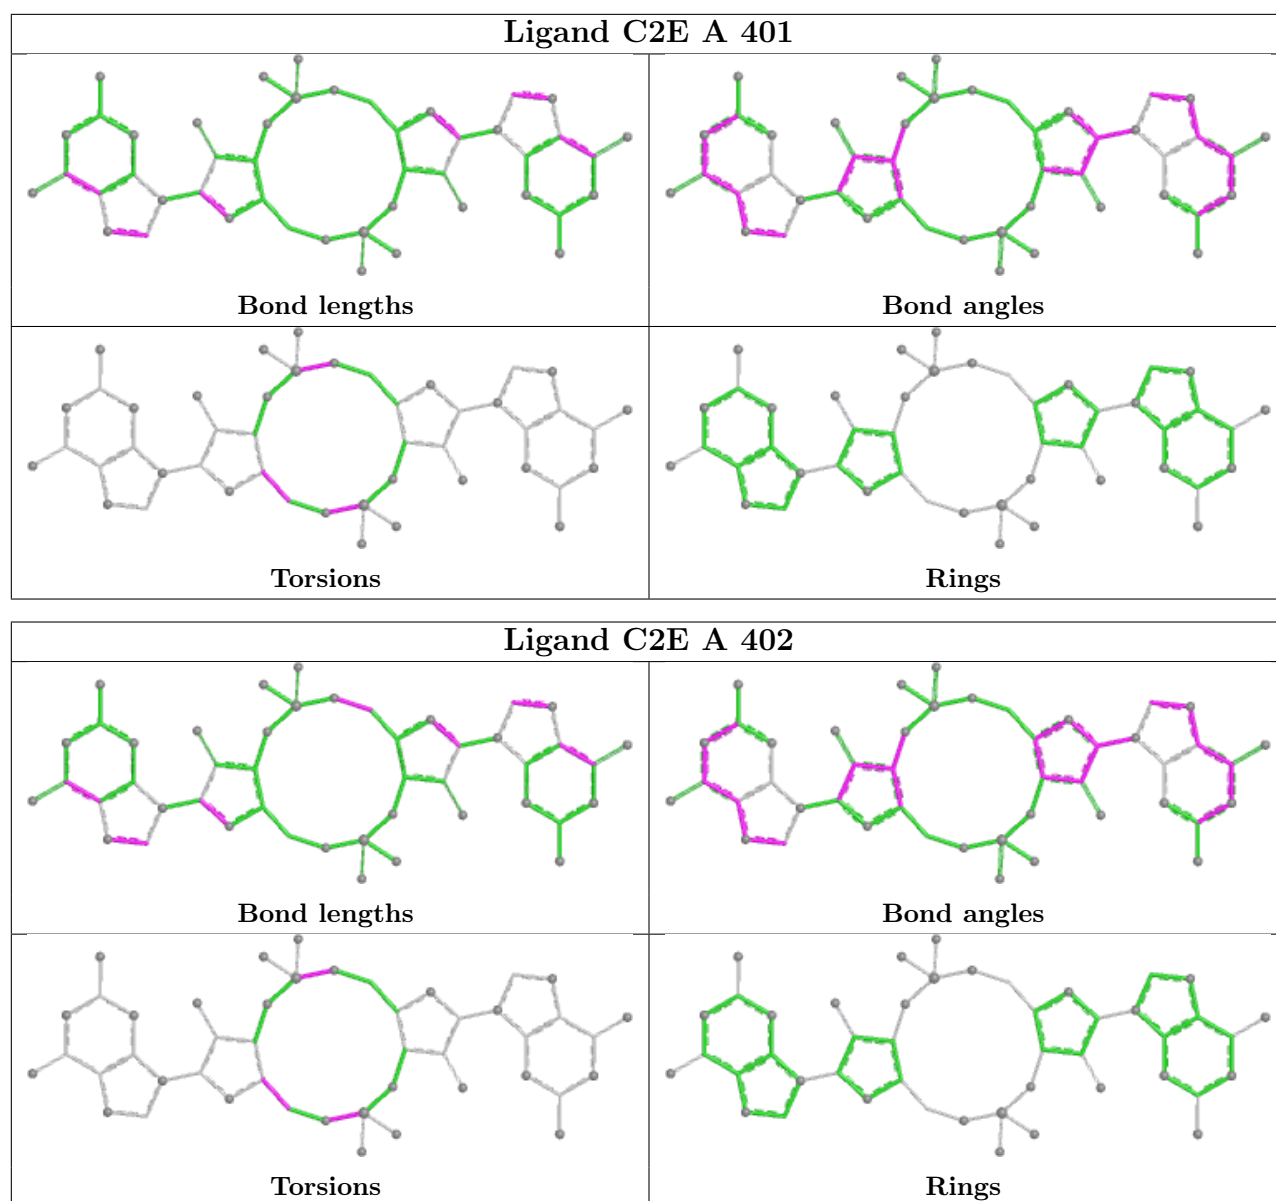 Ligand C2E A 401
Bond lengths
Bond angles
Torsions
Rings
Ligand C2E A 402
Bond lengths
Bond angles
Torsions
Rings